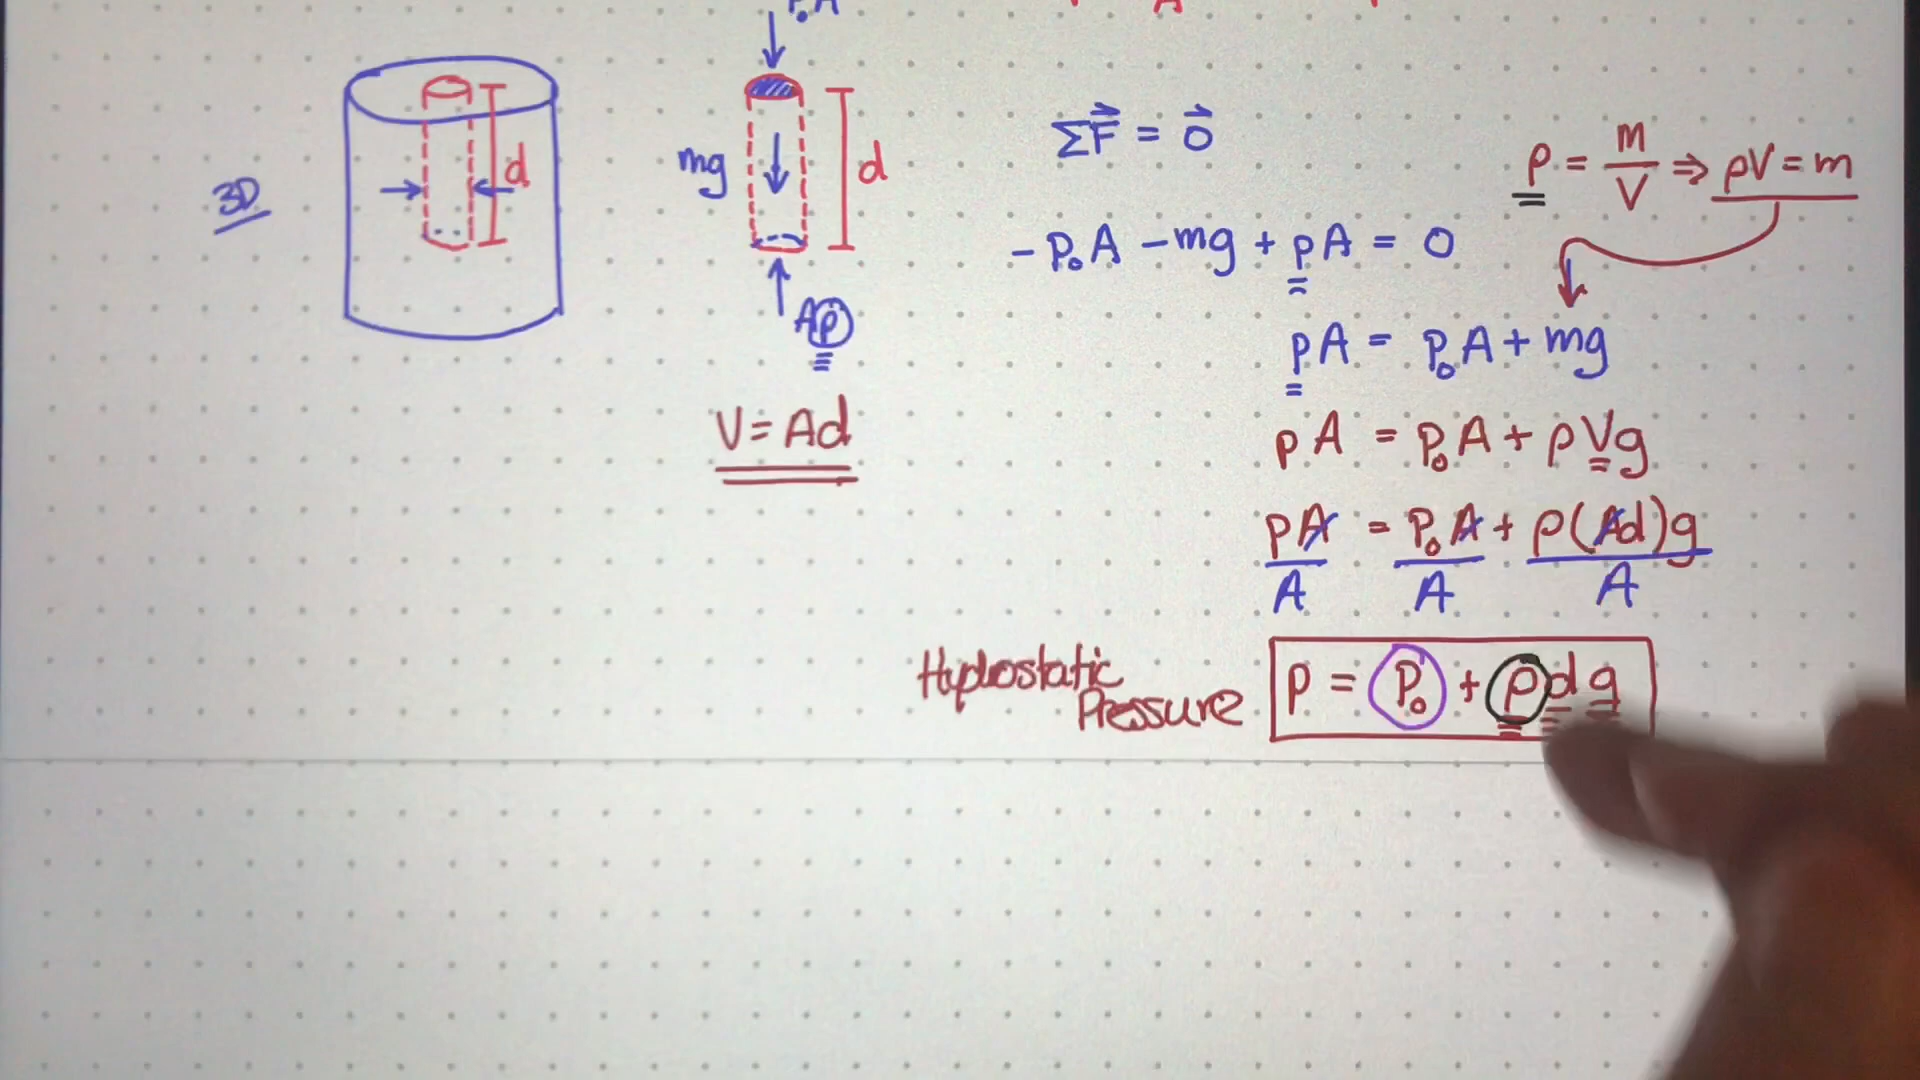 P₀A
A
3D
d
mg
d
Ap
V = Ad
ΣF⃗ = 0⃗
ρ = m/V ⇒ ρV = m
-P₀A - mg + pA = 0
pA = P₀A + mg
pA = P₀A + ρVg
pA/A = P₀A/A + ρ(Ad)g/A
Hydrostatic
Pressure
p = P₀ + ρdg